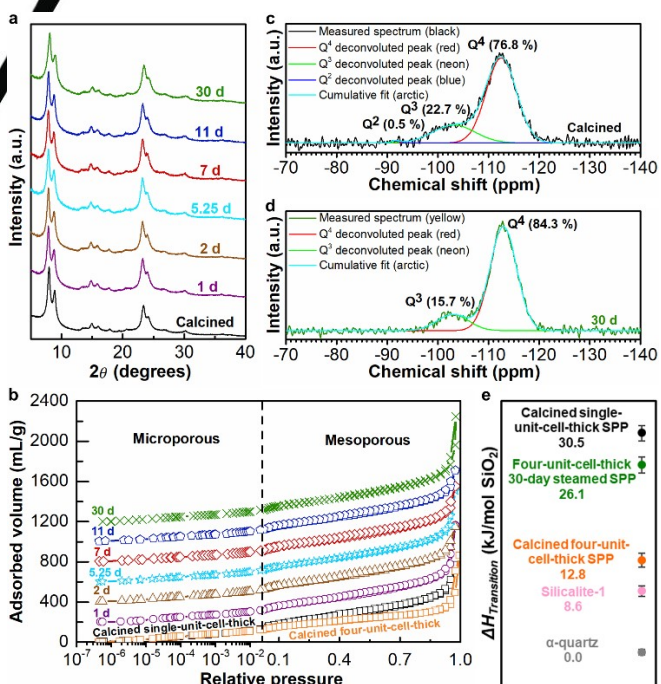 a
Intensity (a.u.)
30 d
11 d
7 d
5.25 d
2 d
1 d
Calcined
10 20 30 40
2θ (degrees)
c
Intensity (a.u.)
Measured spectrum (black)
Q⁴ deconvoluted peak (red)
Q³ deconvoluted peak (neon)
Q² deconvoluted peak (blue)
Cumulative fit (arctic)
Q⁴
(76.8 %)
Q³ (22.7 %)
Q² (0.5 %)
Calcined
-70 -80 -90 -100 -110 -120 -130 -140
Chemical shift (ppm)
d
Intensity (a.u.)
Measured spectrum (yellow)
Q⁴ deconvoluted peak (red)
Q³ deconvoluted peak (neon)
Cumulative fit (arctic)
Q⁴ (84.3 %)
Q³ (15.7 %)
30 d
-70 -80 -90 -100 -110 -120 -130 -140
Chemical shift (ppm)
b
Adsorbed volume (mL/g)
2400
2000
1600
1200
800
400
0
Microporous
Mesoporous
30 d
11 d
7 d
5.25 d
2 d
1 d
Calcined single-unit-cell-thick
Calcined four-unit-cell-thick
10⁻⁷ 10⁻⁶ 10⁻⁵ 10⁻⁴ 10⁻³ 10⁻² 0.1 0.4 0.7 1.0
Relative pressure
e
ΔH_Transition (kJ/mol SiO₂)
Calcined single-
unit-cell-thick SPP
30.5
Four-unit-cell-thick
30-day steamed SPP
26.1
Calcined four-unit-
cell-thick SPP
12.8
Silicalite-1
8.6
α-quartz
0.0